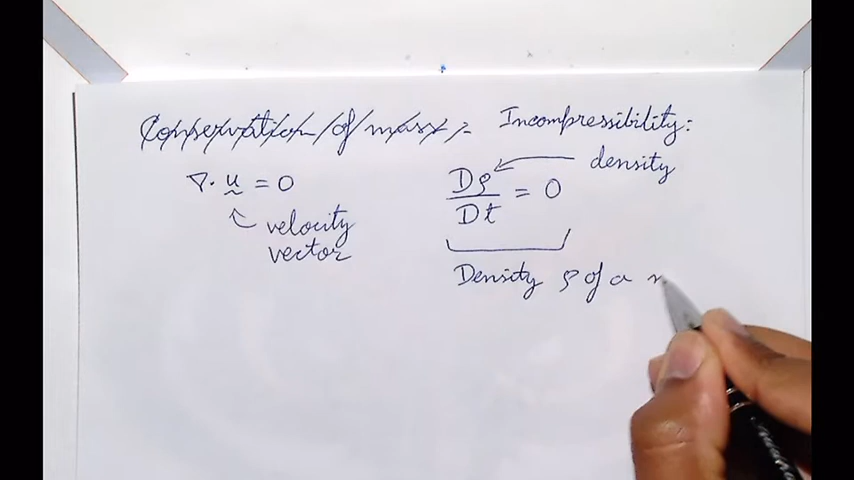 Conservation of mass :- Incompressibility:
∇· ṵ = 0
velocity
vector
Dρ/Dt = 0
density
Density ρ of a